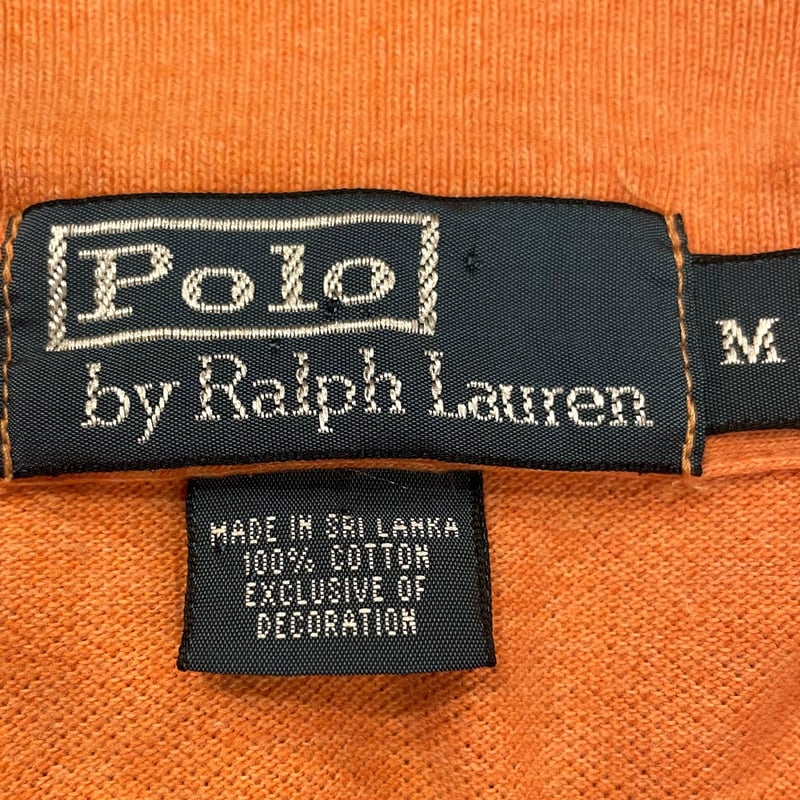 Polo
by Ralph Lauren
M
MADE IN SRI LANKA
100% COTTON
EXCLUSIVE OF
DECORATION